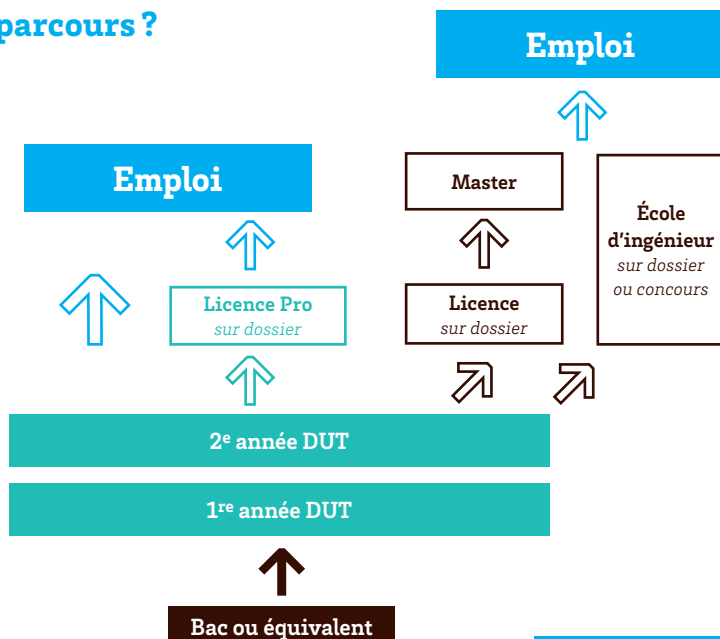 parcours ?
Emploi
Emploi
Master
École
d'ingénieur
sur dossier
ou concours
Licence Pro
sur dossier
Licence
sur dossier
2e année DUT
1re année DUT
Bac ou équivalent